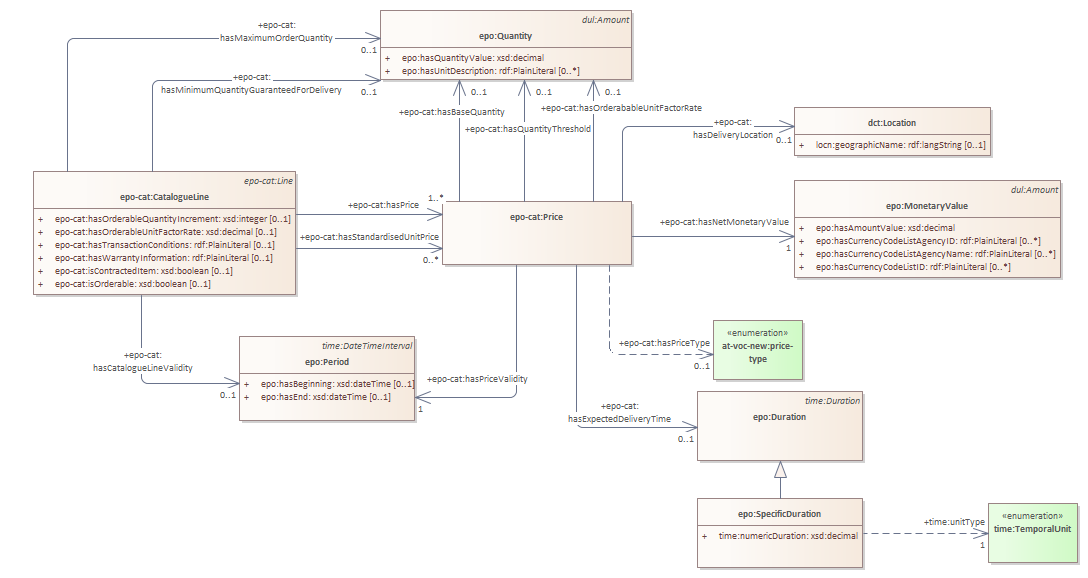 dul:Amount
epo:Quantity
+ epo:hasQuantityValue: xsd:decimal
+ epo:hasUnitDescription: rdf:PlainLiteral [0..*]
+epo-cat:
hasMaximumOrderQuantity
0..1
+epo-cat:
hasMinimumQuantityGuaranteedForDelivery
0..1
0..1
0..1
0..1
+epo-cat:hasBaseQuantity
+epo-cat:hasQuantityThreshold
+epo-cat:hasOrderabableUnitFactorRate
+epo-cat:
hasDeliveryLocation
0..1
dct:Location
+ locn:geographicName: rdf:langString [0..1]
epo-cat:Line
epo-cat:CatalogueLine
+ epo-cat:hasOrderableQuantityIncrement: xsd:integer [0..1]
+ epo-cat:hasOrderableUnitFactorRate: xsd:decimal [0..1]
+ epo-cat:hasTransactionConditions: rdf:PlainLiteral [0..1]
+ epo-cat:hasWarrantyInformation: rdf:PlainLiteral [0..1]
+ epo-cat:isContractedItem: xsd:boolean [0..1]
+ epo-cat:isOrderable: xsd:boolean [0..1]
+epo-cat:hasPrice
1..*
+epo-cat:hasStandardisedUnitPrice
0..*
epo-cat:Price
+epo-cat:hasNetMonetaryValue
1
dul:Amount
epo:MonetaryValue
+ epo:hasAmountValue: xsd:decimal
+ epo:hasCurrencyCodeListAgencyID: rdf:PlainLiteral [0..*]
+ epo:hasCurrencyCodeListAgencyName: rdf:PlainLiteral [0..*]
+ epo:hasCurrencyCodeListID: rdf:PlainLiteral [0..*]
+epo-cat:
hasCatalogueLineValidity
0..1
time:DateTimeInterval
epo:Period
+ epo:hasBeginning: xsd:dateTime [0..1]
+ epo:hasEnd: xsd:dateTime [0..1]
+epo-cat:hasPriceValidity
1
+epo-cat:hasPriceType
0..1
«enumeration»
at-voc-new:price-
type
+epo-cat:
hasExpectedDeliveryTime
0..1
time:Duration
epo:Duration
epo:SpecificDuration
+ time:numericDuration: xsd:decimal
+time:unitType
1
«enumeration»
time:TemporalUnit